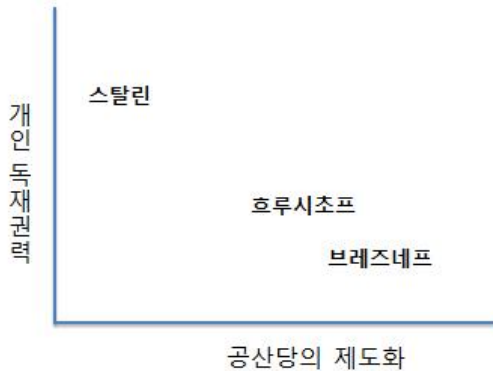 개인 독재권력
스탈린
흐루시초프
브레즈네프
공산당의 제도화